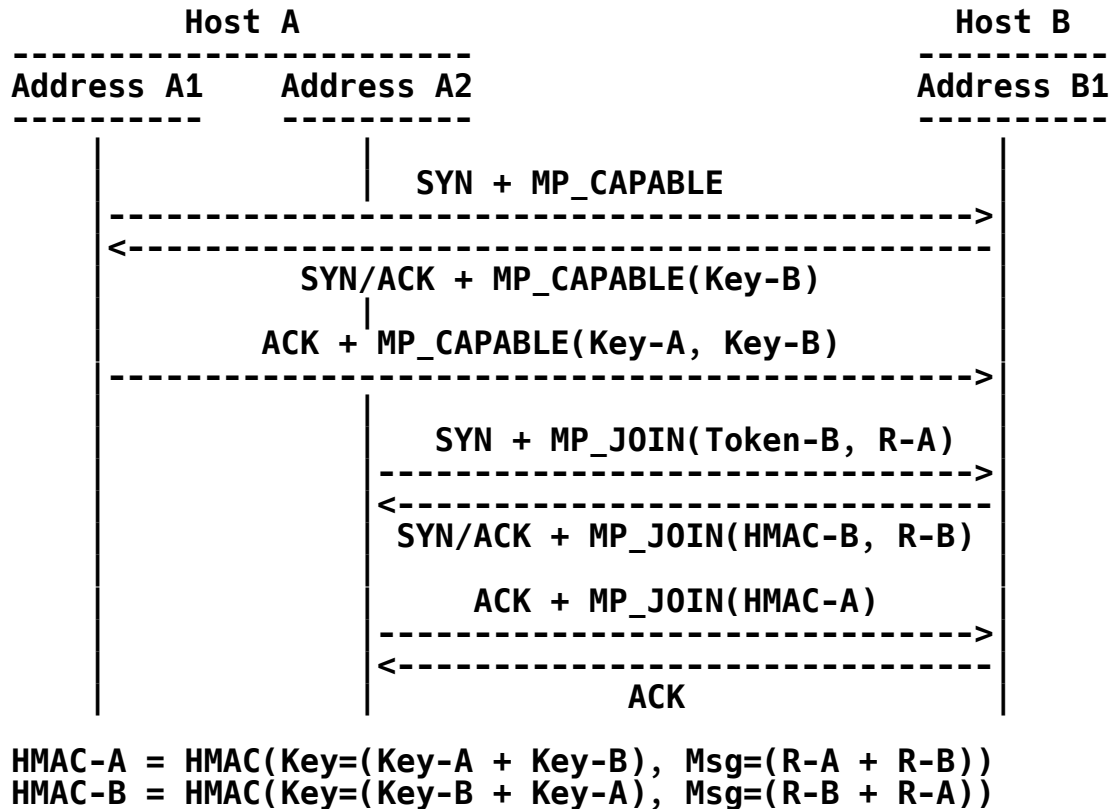 Host A Host B
Address A1 Address A2 Address B1
SYN + MP_CAPABLE
SYN/ACK + MP_CAPABLE(Key-B)
ACK + MP_CAPABLE(Key-A, Key-B)
SYN + MP_JOIN(Token-B, R-A)
SYN/ACK + MP_JOIN(HMAC-B, R-B)
ACK + MP_JOIN(HMAC-A)
ACK
HMAC-A = HMAC(Key=(Key-A + Key-B), Msg=(R-A + R-B))
HMAC-B = HMAC(Key=(Key-B + Key-A), Msg=(R-B + R-A))